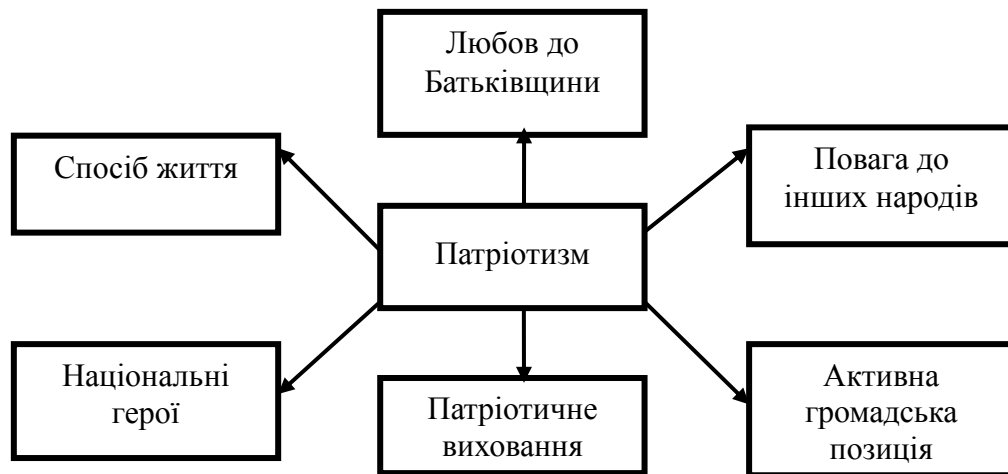 Любов до
Батьківщини
Спосіб життя
Повага до
інших народів
Патріотизм
Національні
герої
Патріотичне
виховання
Активна
громадська
позиція